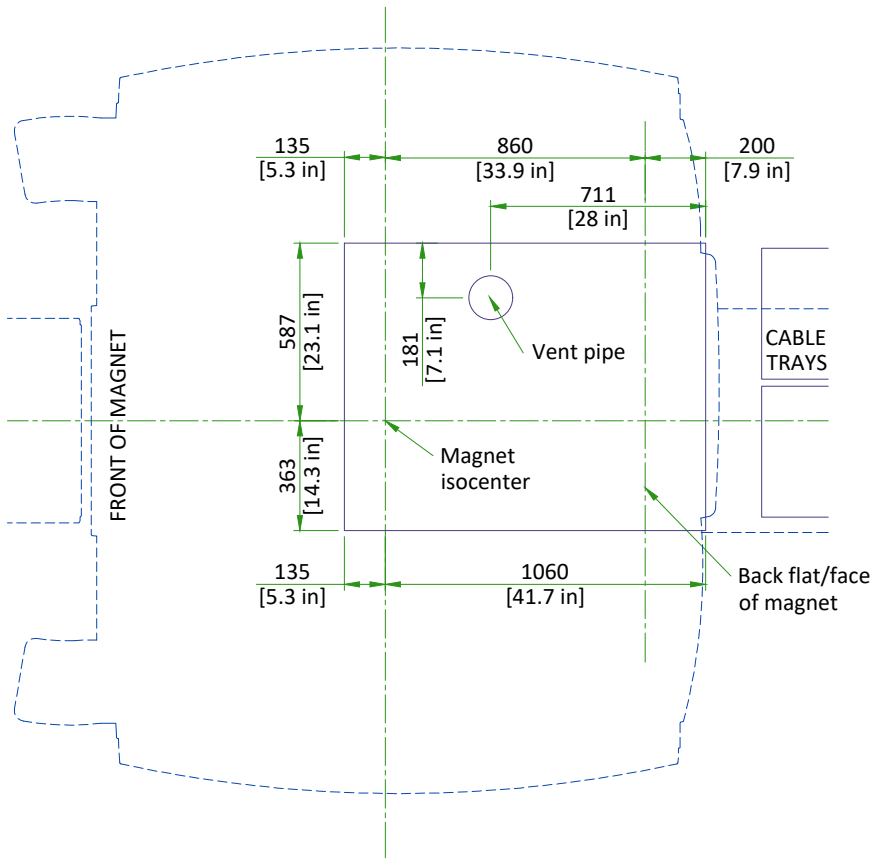 135
[5.3 in]
860
[33.9 in]
200
[7.9 in]
711
[28 in]
587
[23.1 in]
181
[7.1 in]
Vent pipe
CABLE
TRAYS
FRONT OF MAGNET
363
[14.3 in]
Magnet
isocenter
135
[5.3 in]
1060
[41.7 in]
Back flat/face
of magnet